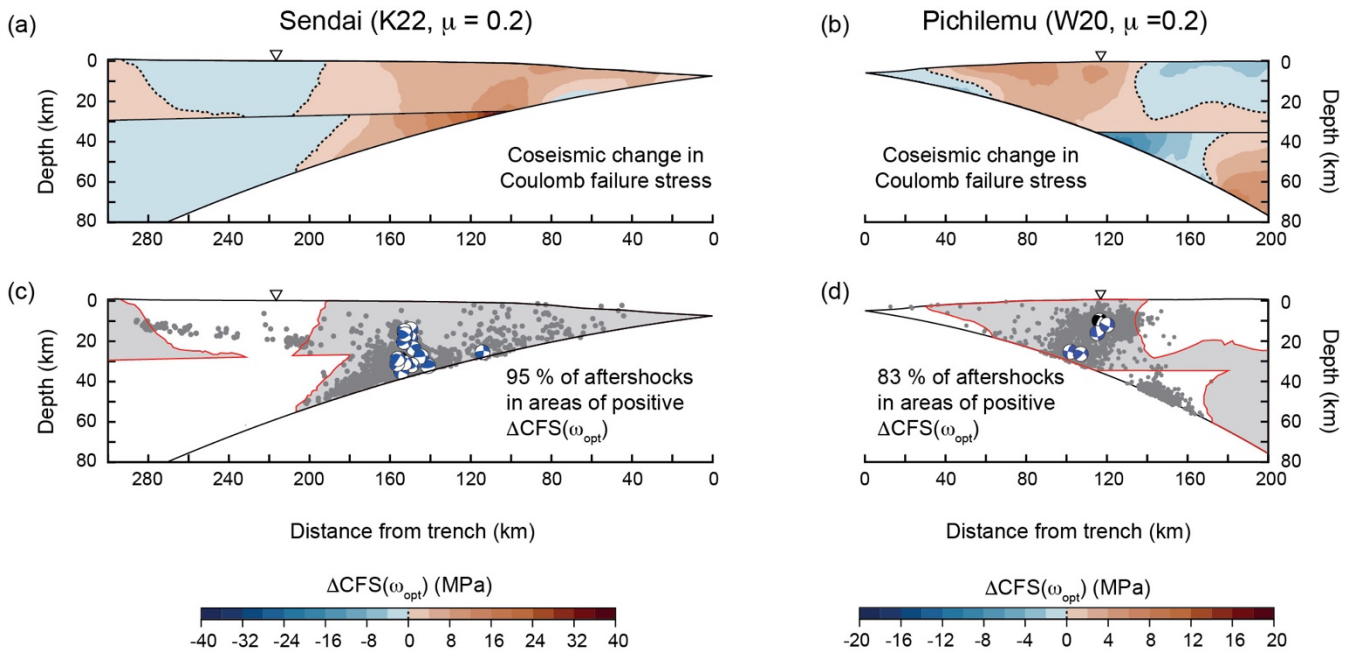 (a)
Sendai (K22, μ = 0.2)
0
20
40
60
80
Depth (km)
Coseismic change in
Coulomb failure stress
280
240
200
160
120
80
40
0
(b)
Pichilemu (W20, μ =0.2)
0
20
40
60
80
Depth (km)
Coseismic change in
Coulomb failure stress
0
40
80
120
160
200
(c)
0
20
40
60
80
Depth (km)
95 % of aftershocks
in areas of positive
ΔCFS(ω_opt)
280
240
200
160
120
80
40
0
Distance from trench (km)
(d)
0
20
40
60
80
Depth (km)
83 % of aftershocks
in areas of positive
ΔCFS(ω_opt)
0
40
80
120
160
200
Distance from trench (km)
ΔCFS(ω_opt) (MPa)
-40 -32 -24 -16 -8 0 8 16 24 32 40
ΔCFS(ω_opt) (MPa)
-20 -16 -12 -8 -4 0 4 8 12 16 20